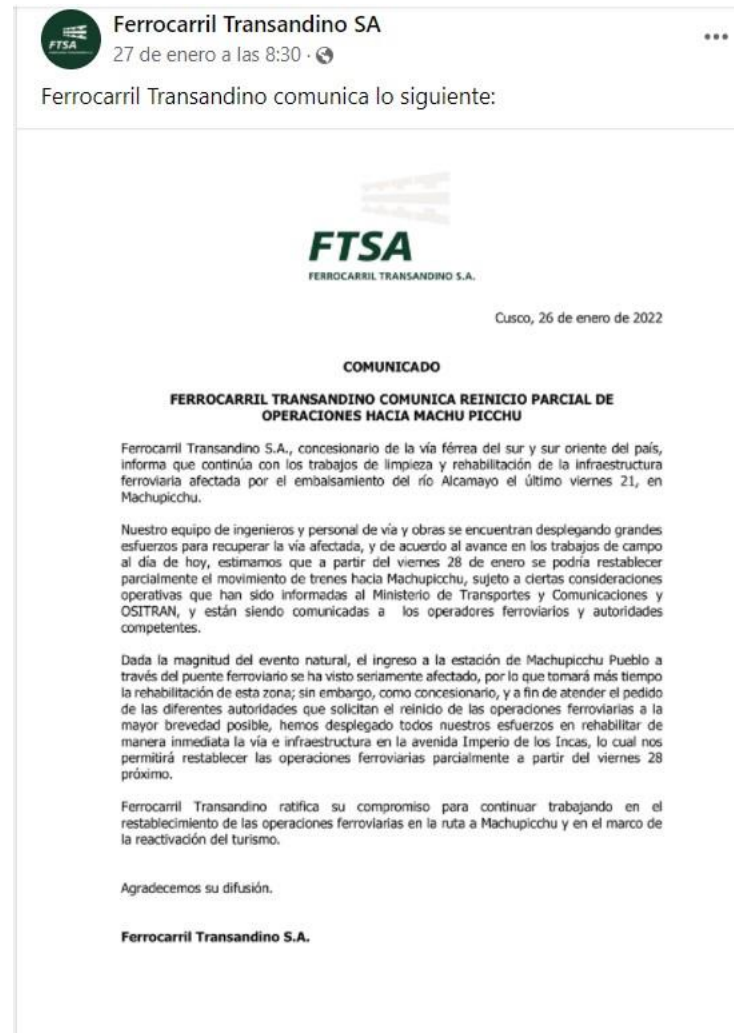 Ferrocarril Transandino SA
27 de enero a las 8:30 ·
Ferrocarril Transandino comunica lo siguiente:
FTSA
FERROCARRIL TRANSANDINO S.A.
Cusco, 26 de enero de 2022
COMUNICADO
FERROCARRIL TRANSANDINO COMUNICA REINICIO PARCIAL DE
OPERACIONES HACIA MACHU PICCHU
Ferrocarril Transandino S.A., concesionario de la vía férrea del sur y sur oriente del país,
informa que continúa con los trabajos de limpieza y rehabilitación de la infraestructura
ferroviaria afectada por el embalsamiento del río Alcamayo el último viernes 21, en
Machupicchu.
Nuestro equipo de ingenieros y personal de vía y obras se encuentran desplegando grandes
esfuerzos para recuperar la vía afectada, y de acuerdo al avance en los trabajos de campo
al día de hoy, estimamos que a partir del viernes 28 de enero se podría restablecer
parcialmente el movimiento de trenes hacia Machupicchu, sujeto a ciertas consideraciones
operativas que han sido informadas al Ministerio de Transportes y Comunicaciones y
OSITRAN, y están siendo comunicadas a los operadores ferroviarios y autoridades
competentes.
Dada la magnitud del evento natural, el ingreso a la estación de Machupicchu Pueblo a
través del puente ferroviario se ha visto seriamente afectado, por lo que tomará más tiempo
la rehabilitación de esta zona; sin embargo, como concesionario, y a fin de atender el pedido
de las diferentes autoridades que solicitan el reinicio de las operaciones ferroviarias a la
mayor brevedad posible, hemos desplegado todos nuestros esfuerzos en rehabilitar de
manera inmediata la vía e infraestructura en la avenida Imperio de los Incas, lo cual nos
permitirá restablecer las operaciones ferroviarias parcialmente a partir del viernes 28
próximo.
Ferrocarril Transandino ratifica su compromiso para continuar trabajando en el
restablecimiento de las operaciones ferroviarias en la ruta a Machupicchu y en el marco de
la reactivación del turismo.
Agradecemos su difusión.
Ferrocarril Transandino S.A.